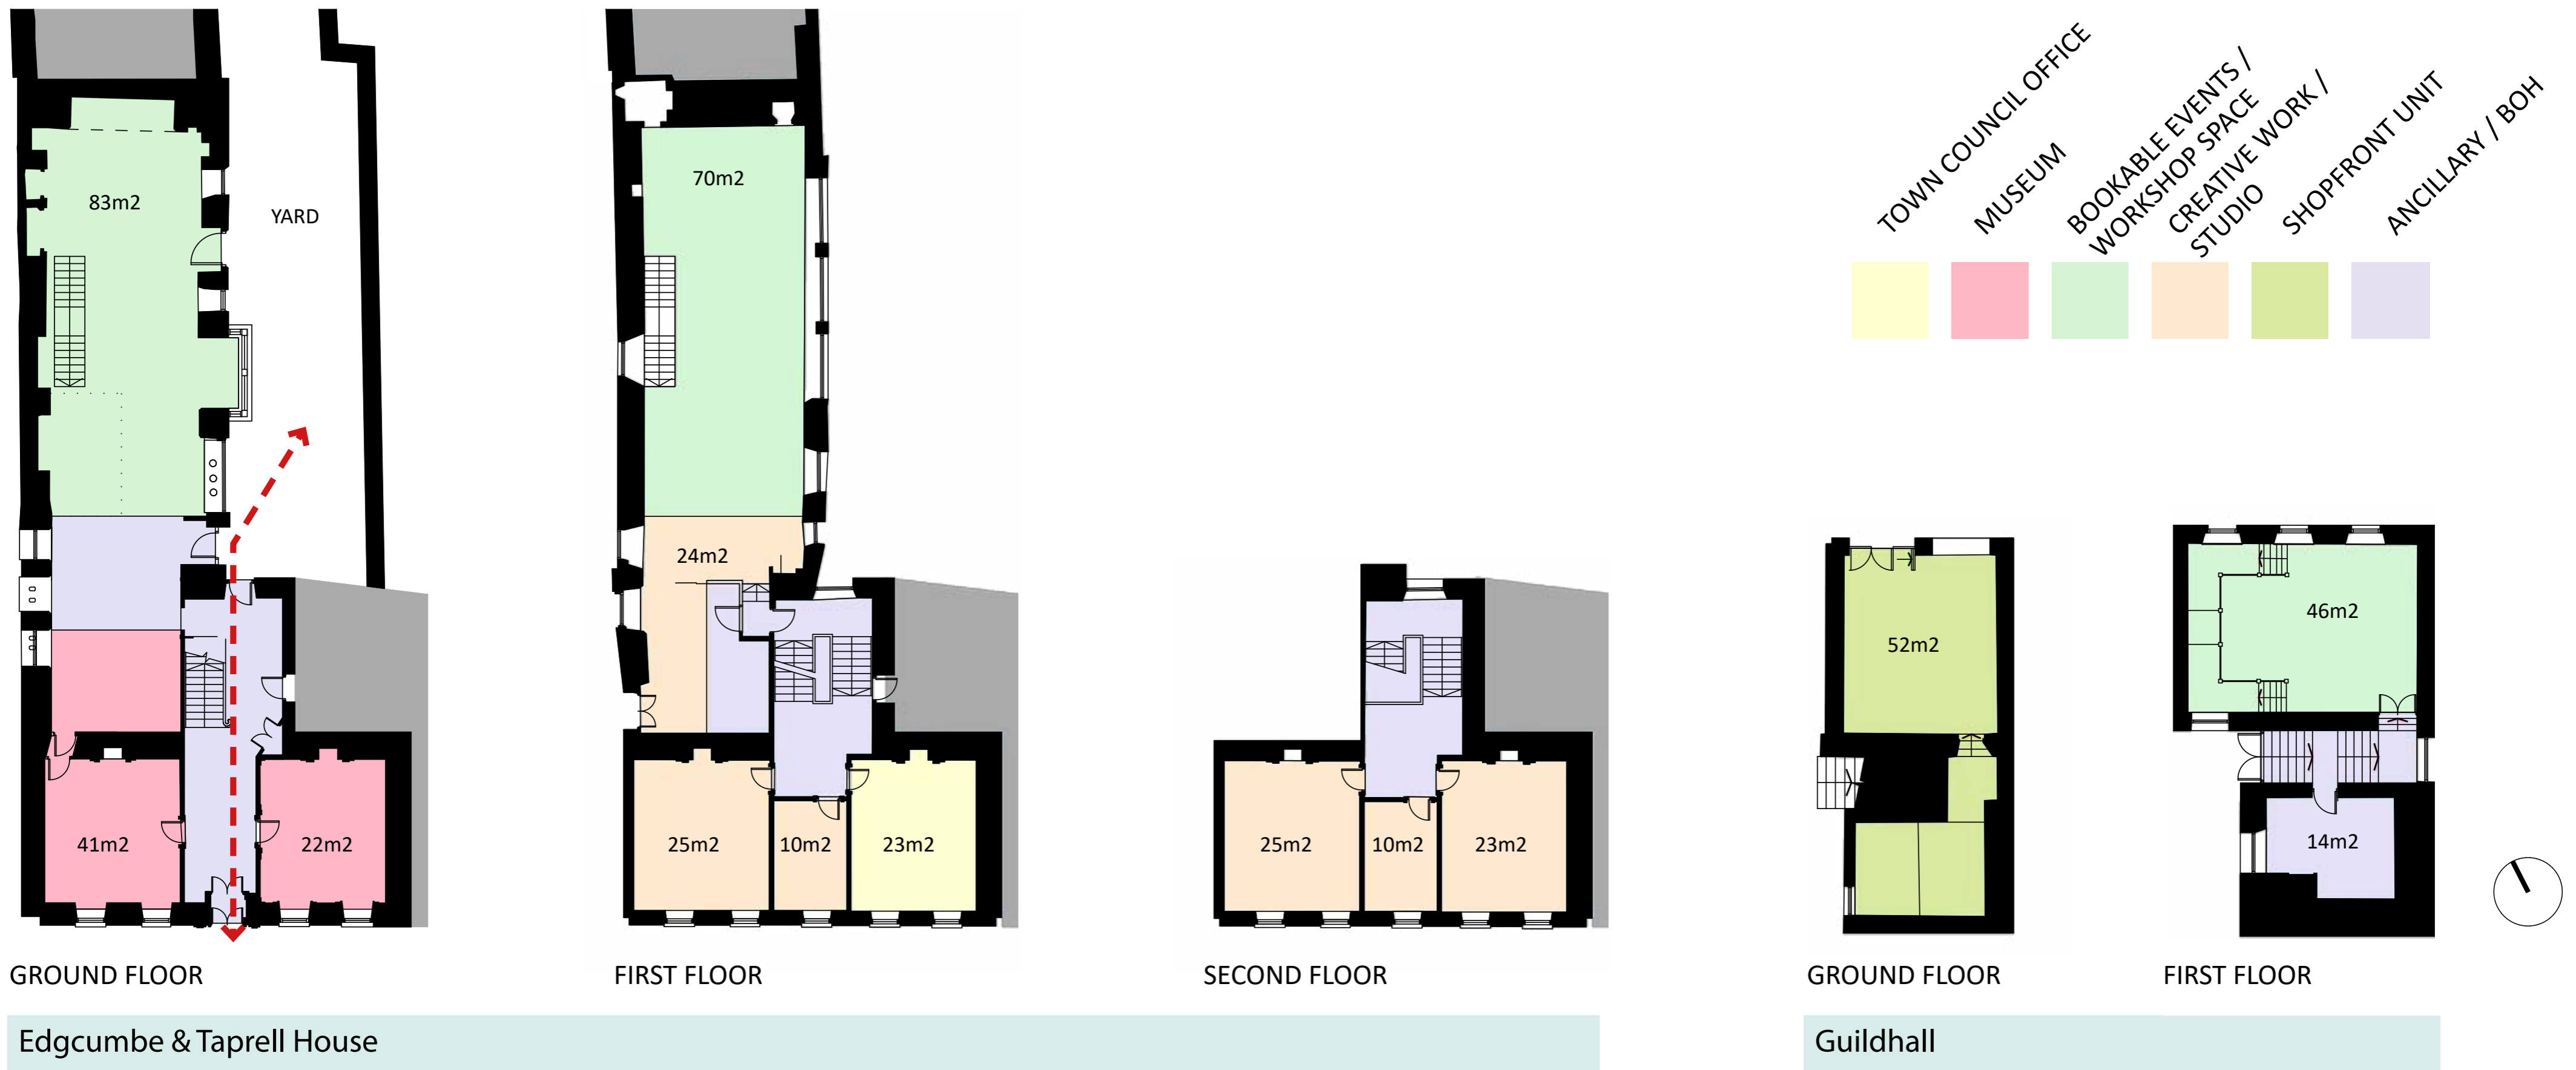 TOWN COUNCIL OFFICE
MUSEUM
BOOKABLE EVENTS /
WORKSHOP SPACE
CREATIVE WORK /
STUDIO
SHOPFRONT UNIT
ANCILLARY / BOH
83m2
YARD
41m2
22m2
GROUND FLOOR
70m2
24m2
25m2
10m2
23m2
FIRST FLOOR
25m2
10m2
23m2
SECOND FLOOR
Edgcumbe & Taprell House
52m2
GROUND FLOOR
46m2
14m2
FIRST FLOOR
Guildhall